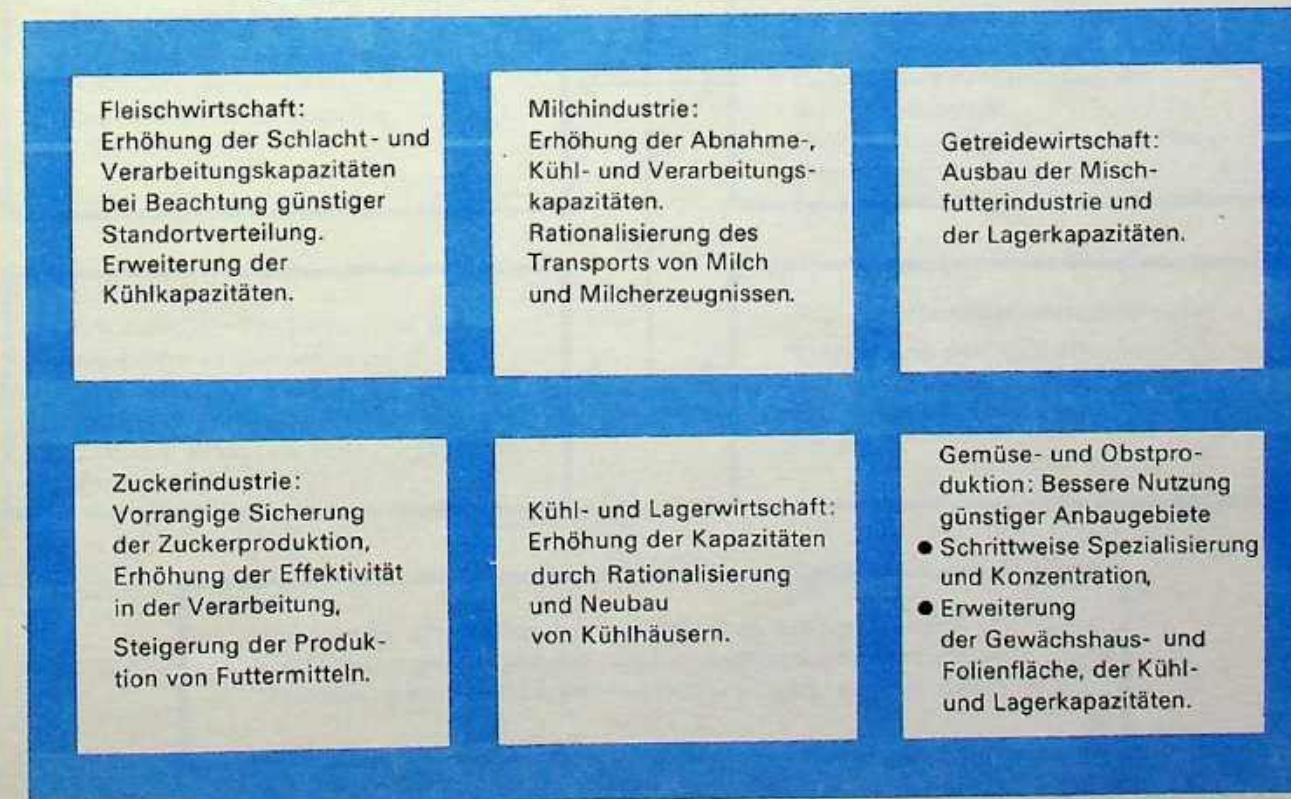 Fleischwirtschaft:
Erhöhung der Schlacht- und
Verarbeitungskapazitäten
bei Beachtung günstiger
Standortverteilung.
Erweiterung der
Kühlkapazitäten.
Milchindustrie:
Erhöhung der Abnahme-,
Kühl- und Verarbeitungs-
kapazitäten.
Rationalisierung des
Transports von Milch
und Milcherzeugnissen.
Getreidewirtschaft:
Ausbau der Misch-
futterindustrie und
der Lagerkapazitäten.
Zuckerindustrie:
Vorrangige Sicherung
der Zuckerproduktion,
Erhöhung der Effektivität
in der Verarbeitung,
Steigerung der Produk-
tion von Futtermitteln.
Kühl- und Lagerwirtschaft:
Erhöhung der Kapazitäten
durch Rationalisierung
und Neubau
von Kühlhäusern.
Gemüse- und Obstpro-
duktion: Bessere Nutzung
günstiger Anbaugebiete
● Schrittweise Spezialisierung
und Konzentration,
● Erweiterung
der Gewächshaus- und
Folienfläche, der Kühl-
und Lagerkapazitäten.